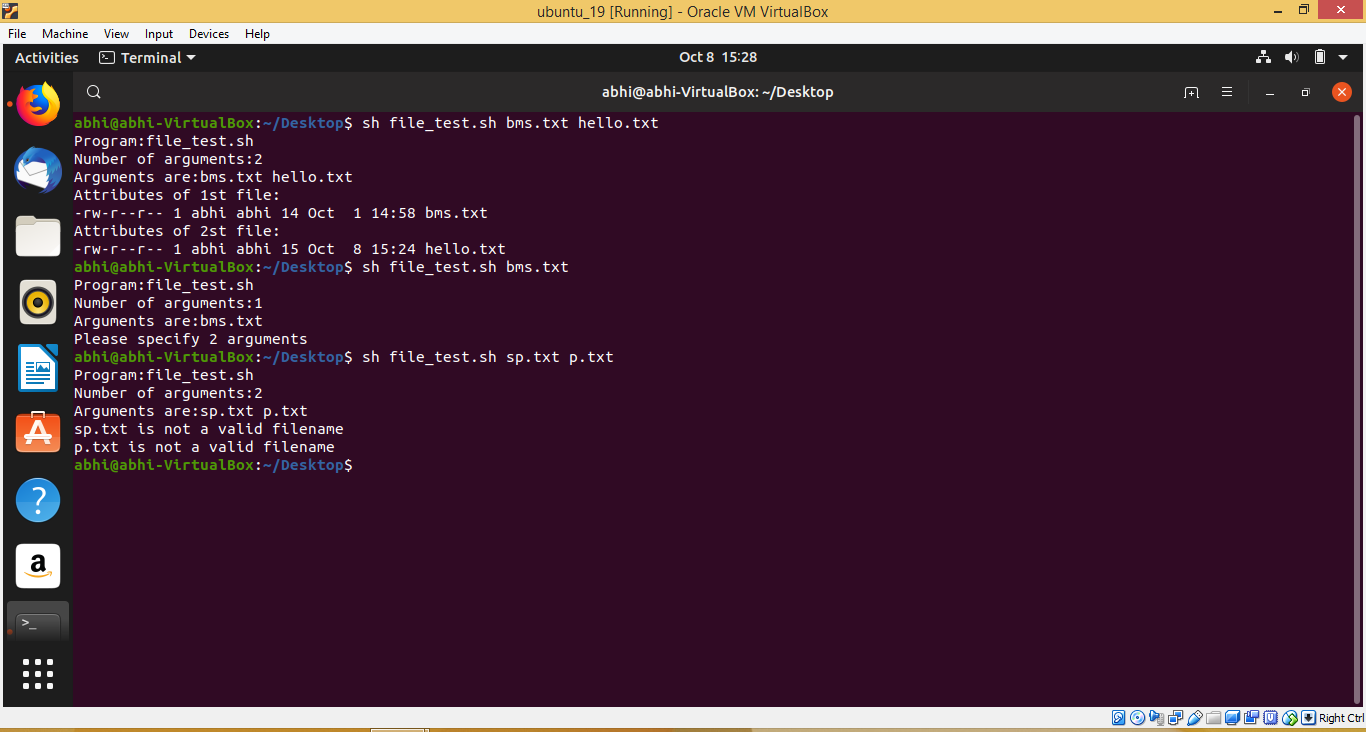 ubuntu_19 [Running] - Oracle VM VirtualBox
File Machine View Input Devices Help
Activities Terminal Oct 8 15:28
abhi@abhi-VirtualBox: ~/Desktop
abhi@abhi-VirtualBox:~/Desktop$ sh file_test.sh bms.txt hello.txt
Program:file_test.sh
Number of arguments:2
Arguments are:bms.txt hello.txt
Attributes of 1st file:
-rw-r--r-- 1 abhi abhi 14 Oct  1 14:58 bms.txt
Attributes of 2st file:
-rw-r--r-- 1 abhi abhi 15 Oct  8 15:24 hello.txt
abhi@abhi-VirtualBox:~/Desktop$ sh file_test.sh bms.txt
Program:file_test.sh
Number of arguments:1
Arguments are:bms.txt
Please specify 2 arguments
abhi@abhi-VirtualBox:~/Desktop$ sh file_test.sh sp.txt p.txt
Program:file_test.sh
Number of arguments:2
Arguments are:sp.txt p.txt
sp.txt is not a valid filename
p.txt is not a valid filename
abhi@abhi-VirtualBox:~/Desktop$
Right Ctrl